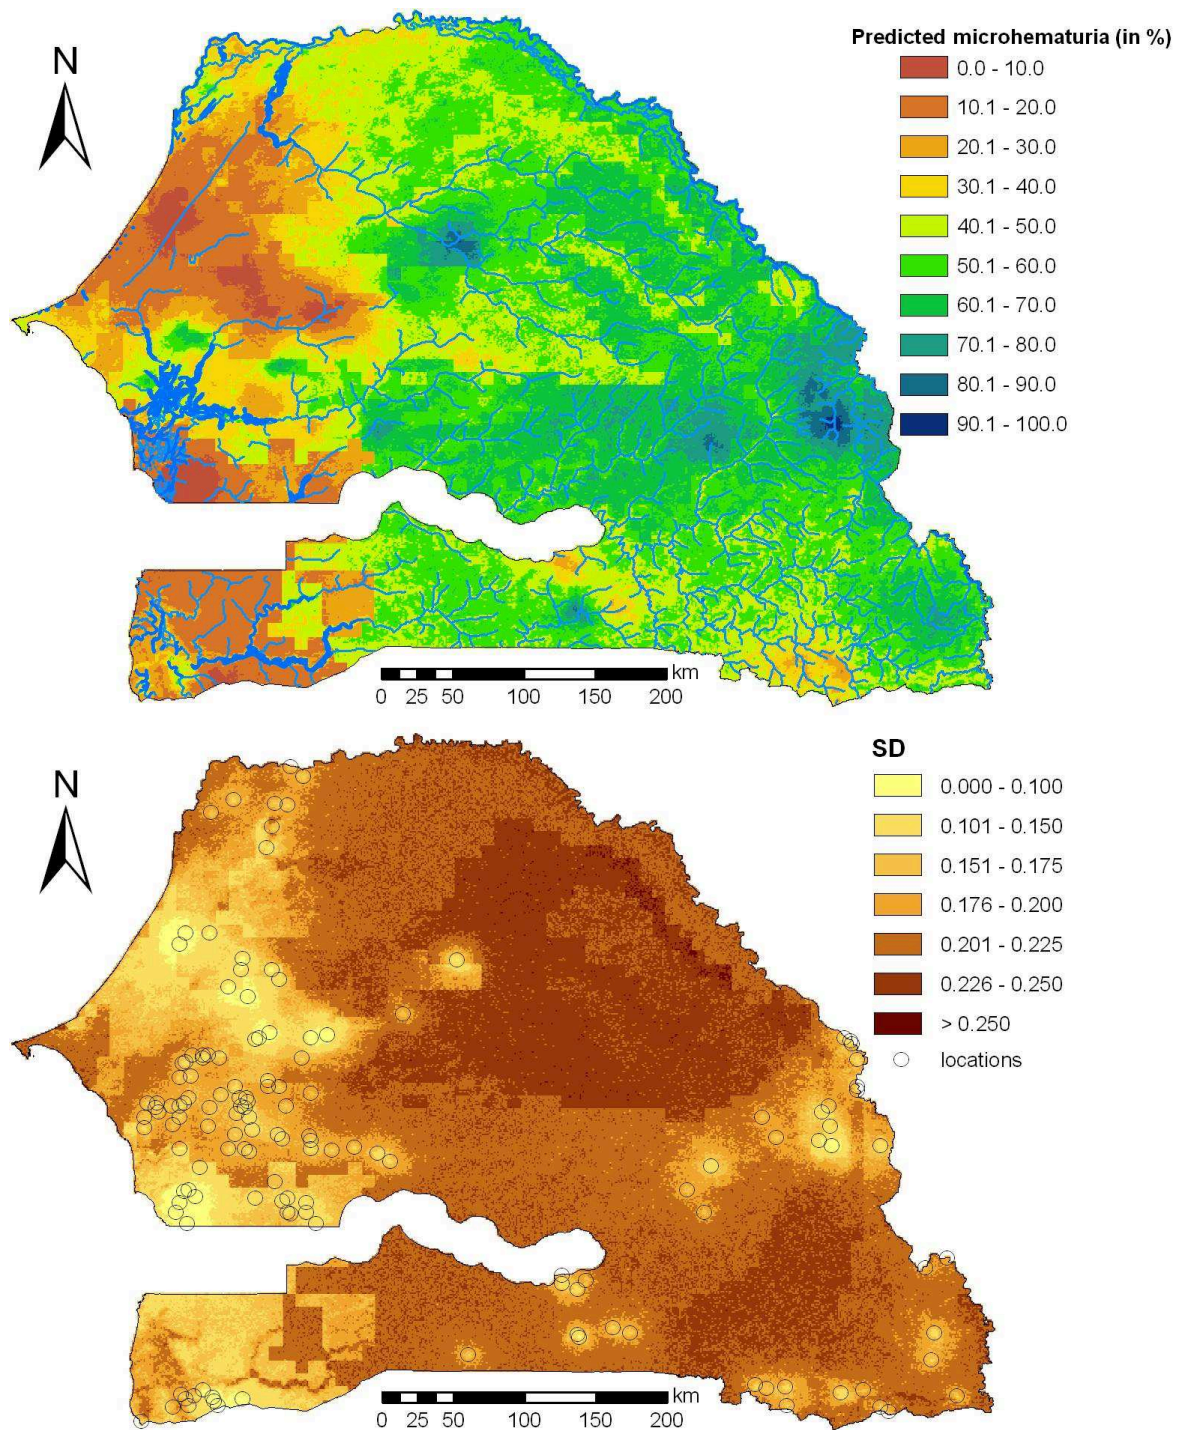 Predicted microhematuria (in %)
N
0.0 - 10.0
10.1 - 20.0
20.1 - 30.0
30.1 - 40.0
40.1 - 50.0
50.1 - 60.0
60.1 - 70.0
70.1 - 80.0
80.1 - 90.0
90.1 - 100.0
km
0 25 50 100 150 200
SD
N
0.000 - 0.100
0.101 - 0.150
0.151 - 0.175
0.176 - 0.200
0.201 - 0.225
0.226 - 0.250
> 0.250
locations
km
0 25 50 100 150 200